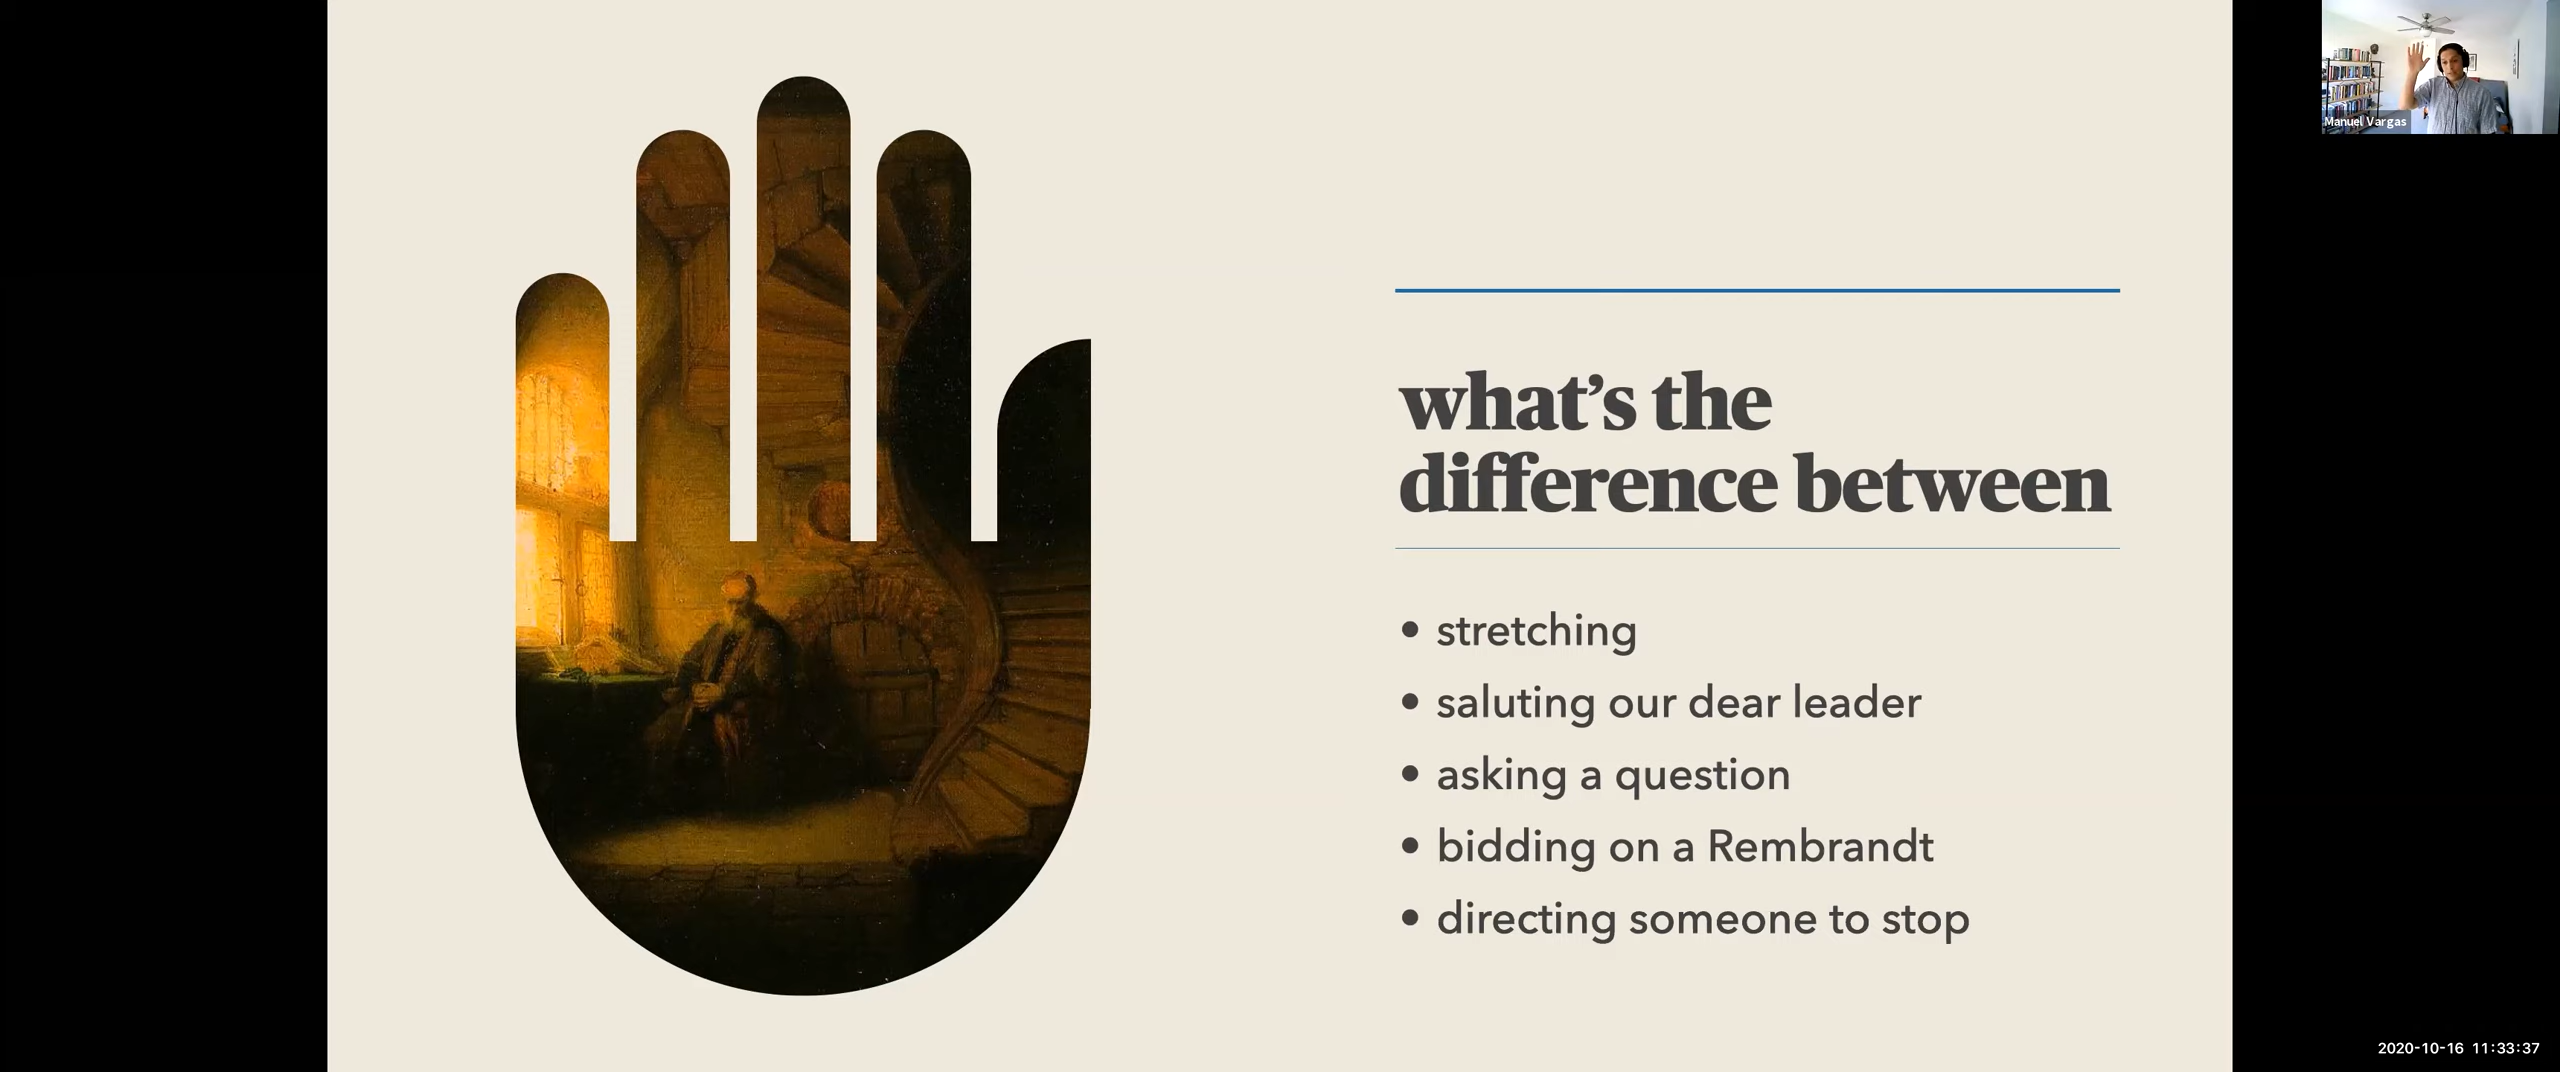 Manuel Vargas
what's the
difference between
• stretching
• saluting our dear leader
• asking a question
• bidding on a Rembrandt
• directing someone to stop
2020-10-16 11:33:37